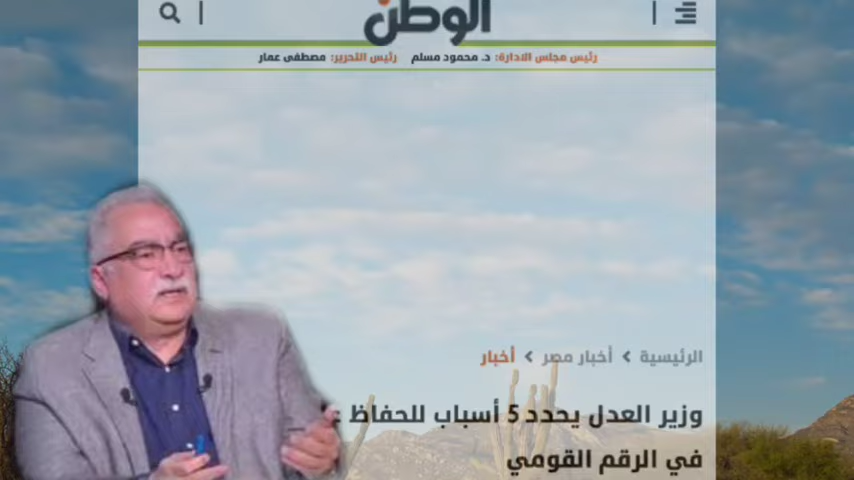 الوطن
رئيس مجلس الادارة: د. محمود مسلم رئيس التحرير: مصطفى عمار
الرئيسية أخبار مصر أخبار
وزير العدل يحدد 5 أسباب للحفاظ
في الرقم القومي